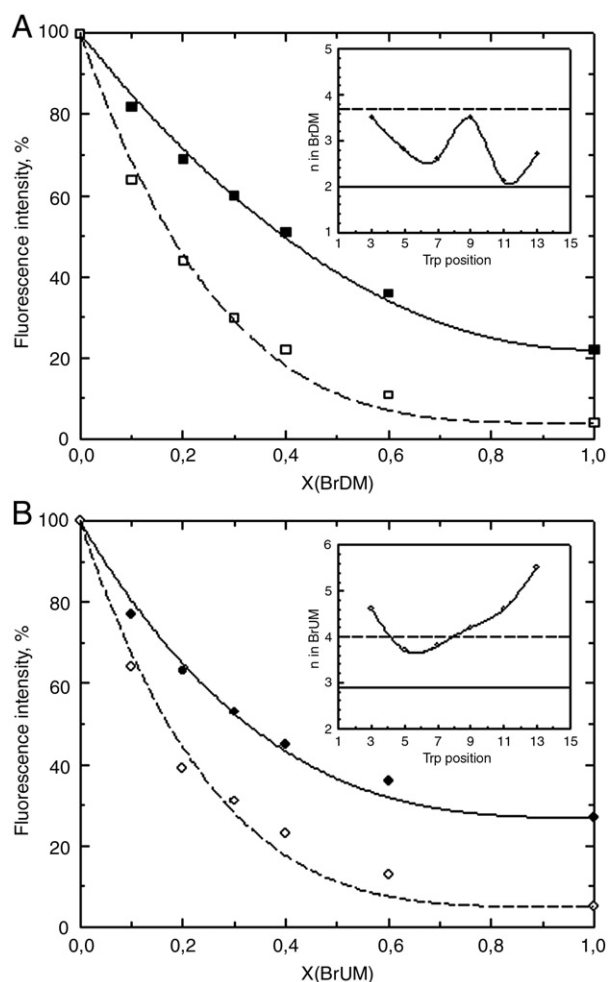 A
100
80
60
40
20
0
Fluorescence intensity, %
0,0 0,2 0,4 0,6 0,8 1,0
X(BrDM)
5
4
3
2
1
n in BrDM
1 3 5 7 9 11 13 15
Trp position
B
100
80
60
40
20
0
Fluorescence intensity, %
0,0 0,2 0,4 0,6 0,8 1,0
X(BrUM)
6
5
4
3
2
n in BrUM
1 3 5 7 9 11 13 15
Trp position